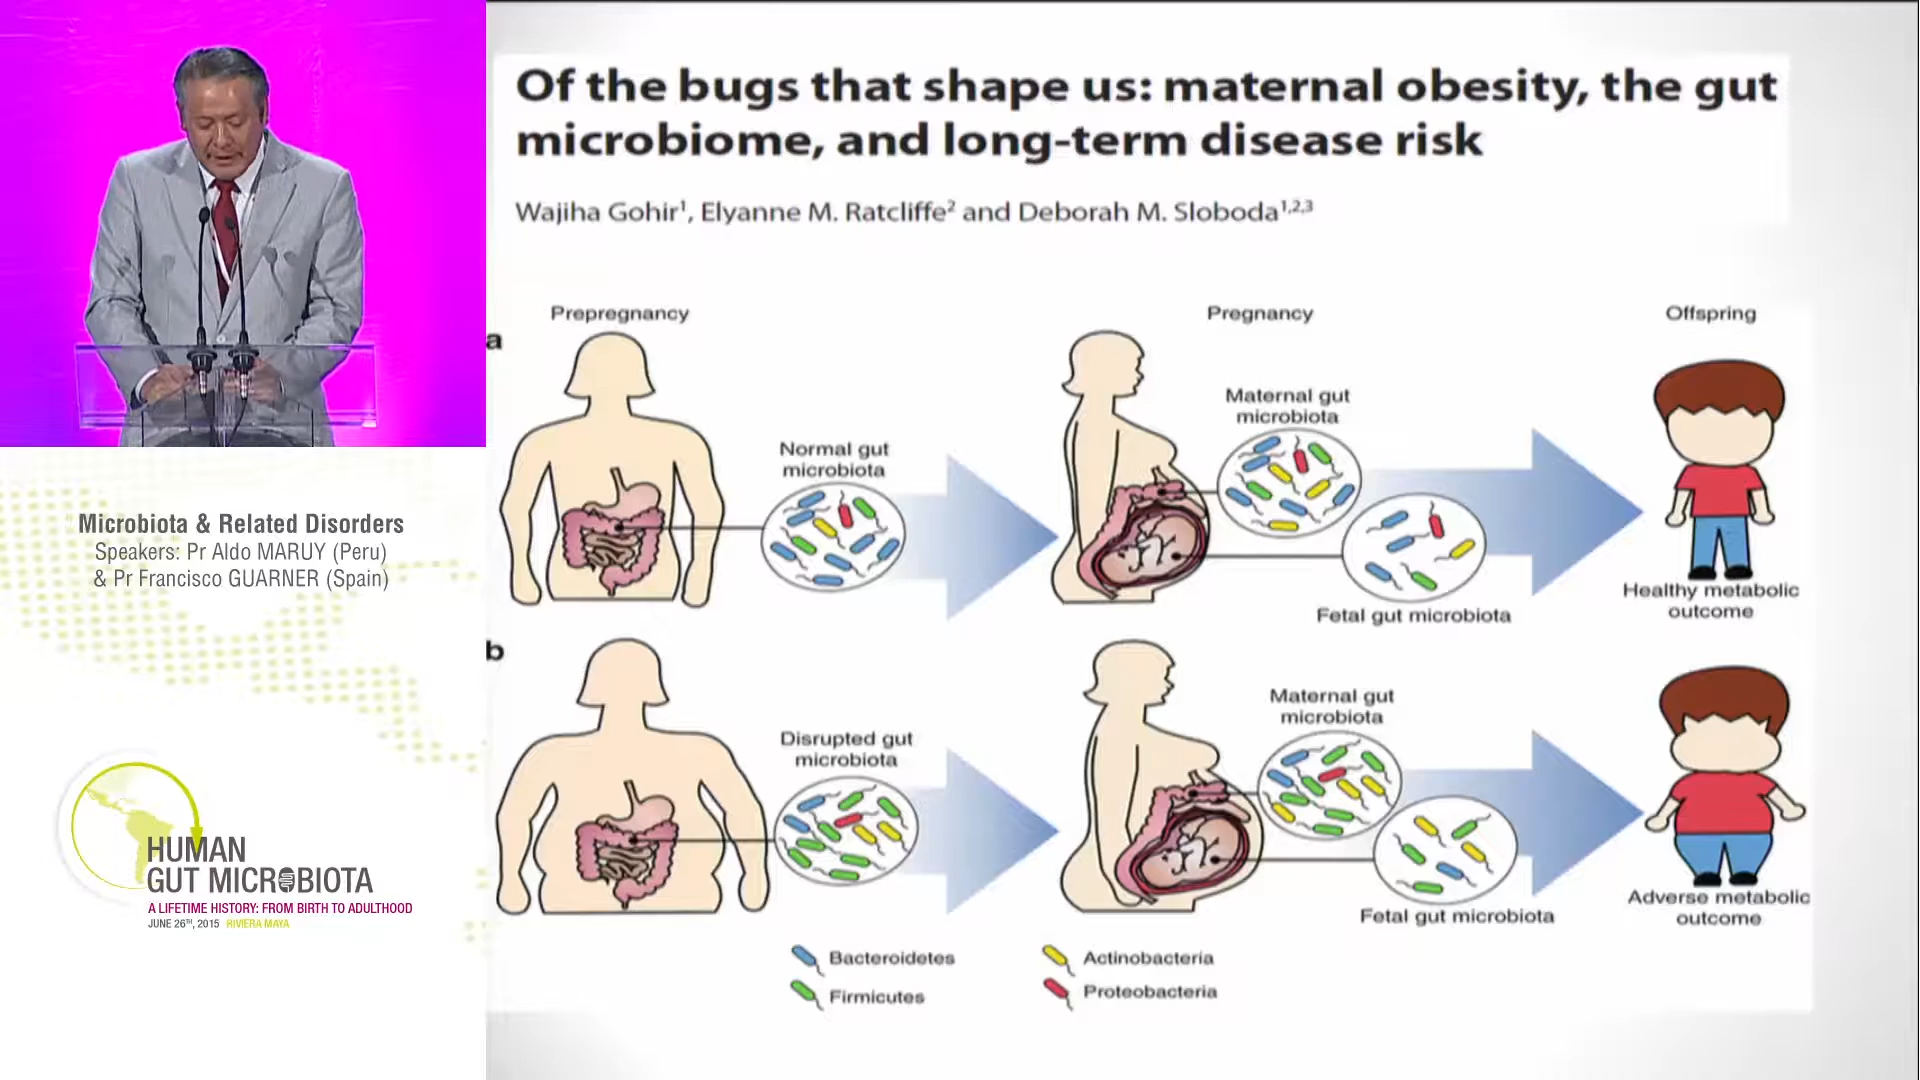 Of the bugs that shape us: maternal obesity, the gut
microbiome, and long-term disease risk
Wajiha Gohir¹, Elyanne M. Ratcliffe² and Deborah M. Sloboda¹,²,³
Prepregnancy
Pregnancy
Offspring
a
Normal gut
microbiota
Maternal gut
microbiota
Fetal gut microbiota
Healthy metabolic
outcome
b
Disrupted gut
microbiota
Maternal gut
microbiota
Fetal gut microbiota
Adverse metabolic
outcome
Bacteroidetes
Firmicutes
Actinobacteria
Proteobacteria
Microbiota & Related Disorders
Speakers: Pr Aldo MARUY (Peru)
& Pr Francisco GUARNER (Spain)
HUMAN
GUT MICROBIOTA
A LIFETIME HISTORY: FROM BIRTH TO ADULTHOOD
JUNE 26TH, 2015 RIVIERA MAYA